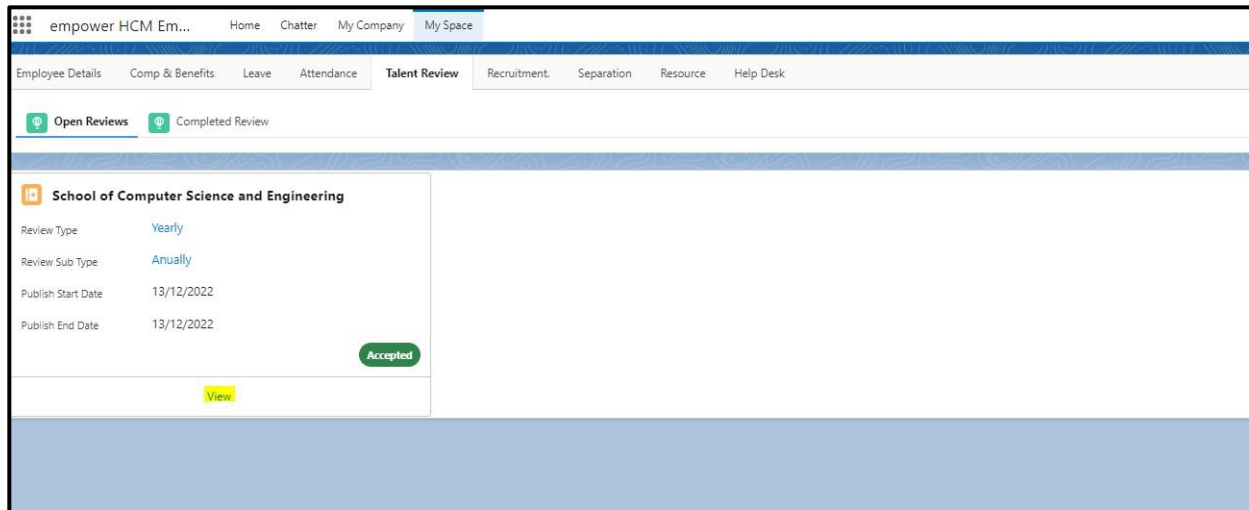 empower HCM Em... Home Chatter My Company My Space
Employee Details Comp & Benefits Leave Attendance Talent Review Recruitment. Separation Resource Help Desk
Open Reviews Completed Review
School of Computer Science and Engineering
Review Type Yearly
Review Sub Type Anually
Publish Start Date 13/12/2022
Publish End Date 13/12/2022
Accepted
View